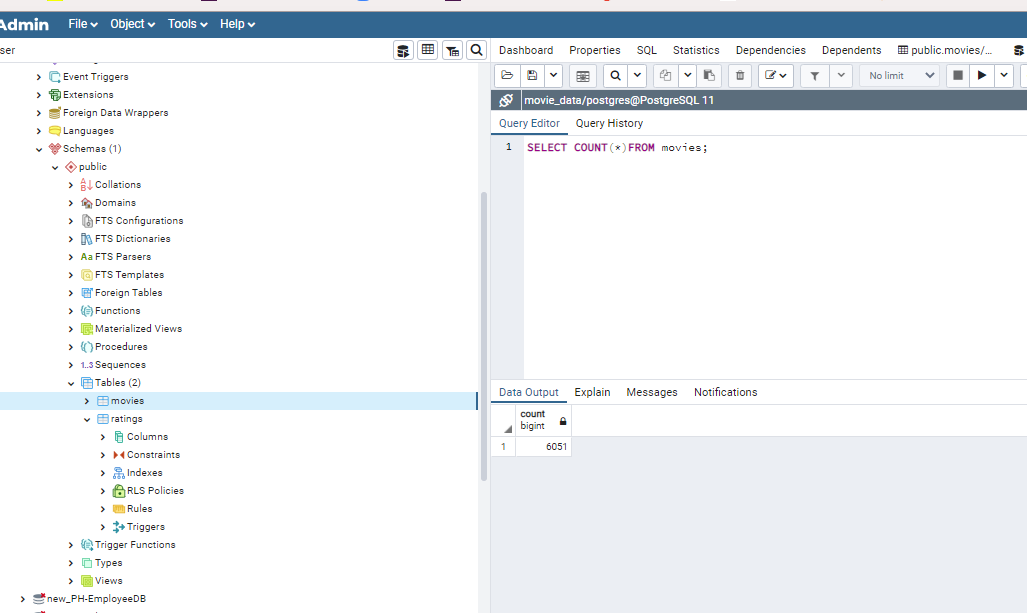 Admin File Object Tools Help
ser
Dashboard Properties SQL Statistics Dependencies Dependents public.movies/...
Event Triggers
Extensions
Foreign Data Wrappers
Languages
Schemas (1)
public
Collations
Domains
FTS Configurations
FTS Dictionaries
Aa FTS Parsers
FTS Templates
Foreign Tables
Functions
Materialized Views
Procedures
1..3 Sequences
Tables (2)
movies
ratings
Columns
Constraints
Indexes
RLS Policies
Rules
Triggers
Trigger Functions
Types
Views
new_PH-EmployeeDB
No limit
movie_data/postgres@PostgreSQL 11
Query Editor Query History
1 SELECT COUNT(*)FROM movies;
Data Output Explain Messages Notifications
count
bigint
1 6051